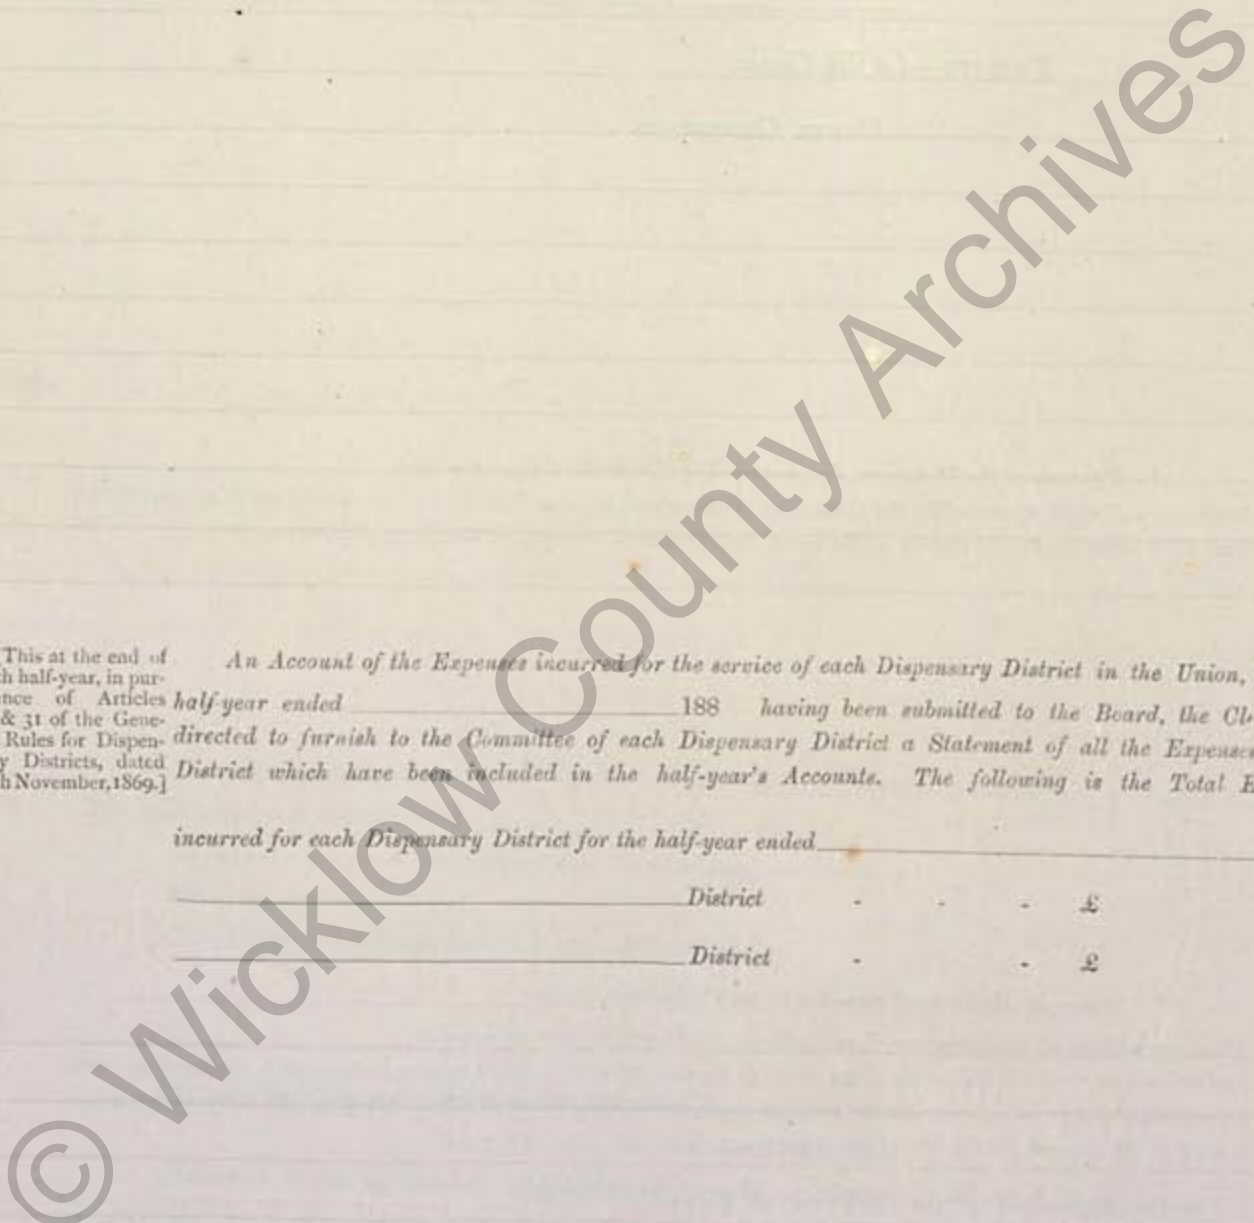 This at the end of
h half-year, in pur-
nce of Articles
& 31 of the Gene-
Rules for Dispen-
y Districts, dated
h November, 1869.]
An Account of the Expenses incurred for the service of each Dispensary District in the Union,
half-year ended 188 having been submitted to the Board, the Cl
directed to furnish to the Committee of each Dispensary District a Statement of all the Expenses
District which have been included in the half-year's Accounts. The following is the Total E
incurred for each Dispensary District for the half-year ended
District - - - £
District - - £
© Wicklow County Archives